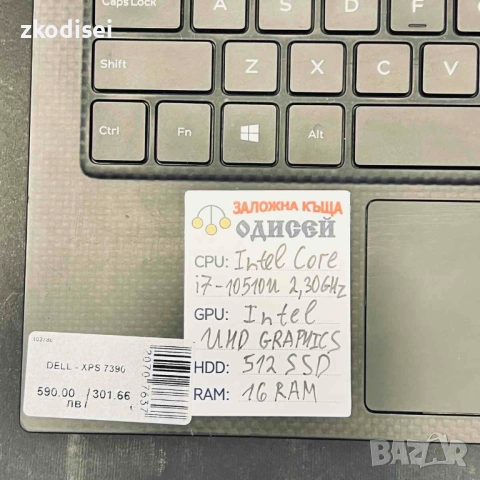 zkodisei
Caps Lock A S D F
Shift Z X C V
Ctrl Fn Alt
ЗАЛОЖНА КЪЩА
ОДИСЕЙ
CPU: Intel Core
i7-10510u 2,30GHz
GPU: Intel
UHD GRAPHICS
HDD: 512 SSD
RAM: 16 RAM
DELL - XPS 7390
590.00 / 301.66
ЛВ /
BAZAR